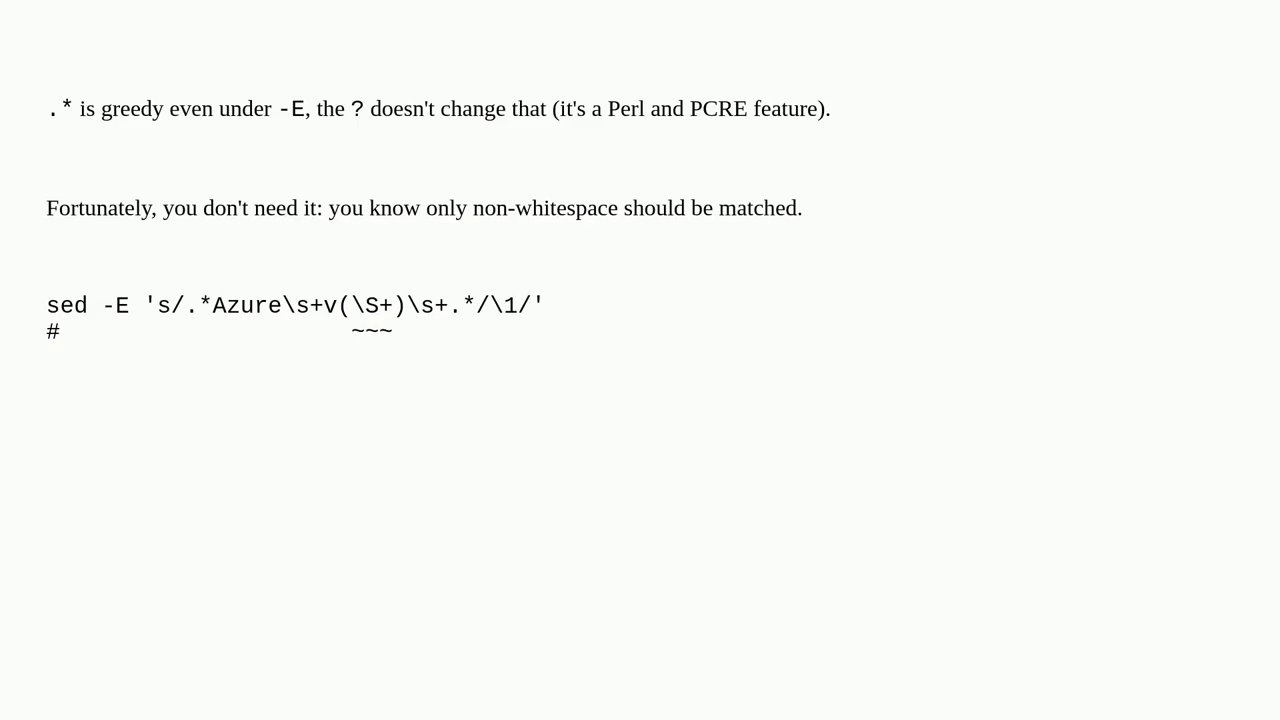 .* is greedy even under -E, the ? doesn't change that (it's a Perl and PCRE feature).
Fortunately, you don't need it: you know only non-whitespace should be matched.
sed -E 's/.*Azure\s+v(\S+)\s+.*/\1/'
#                     ~~~